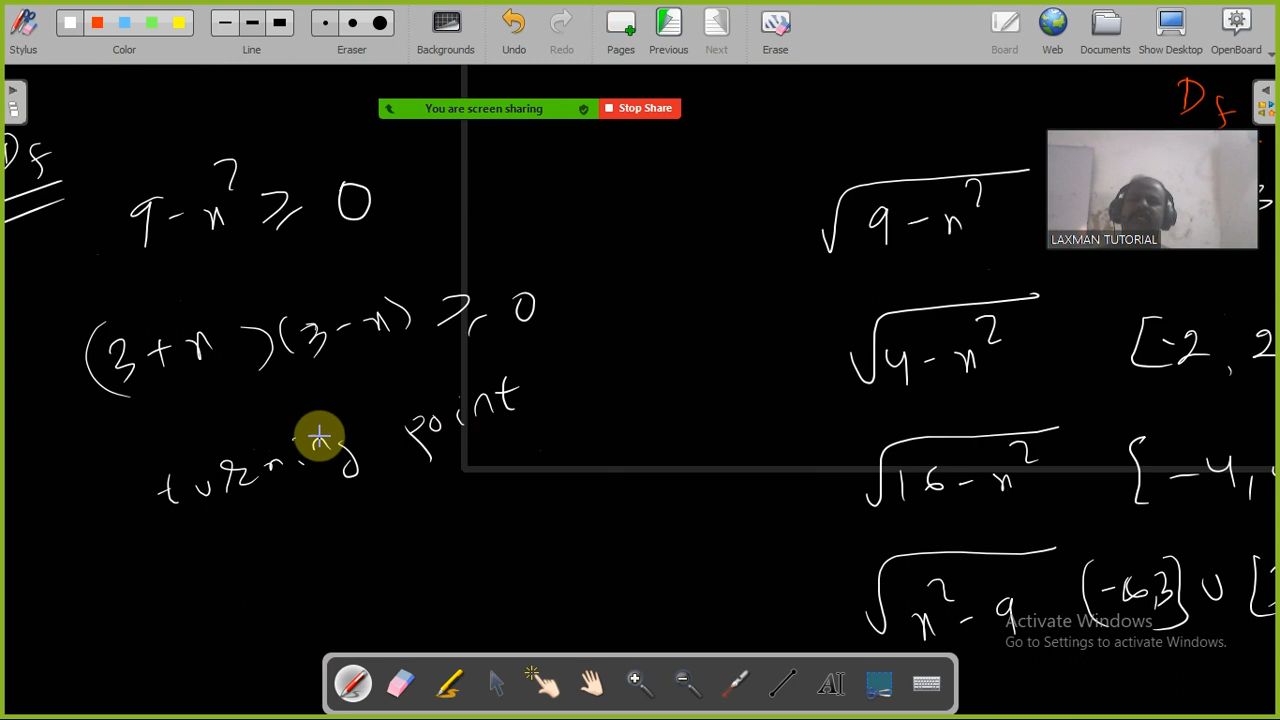 Stylus Color Line Eraser Backgrounds Undo Redo Pages Previous Next Erase Board Web Documents Show Desktop OpenBoard
You are screen sharing Stop Share
Df
Df
9 - x² ≥ 0
(3 + x)(3 - x) ≥ 0
turning point
√9 - x²
√4 - x² [-2, 2
√16 - x² [-4,
√x² - 9 ∪ [
LAXMAN TUTORIAL
Activate Windows
Go to Settings to activate Windows.
AI